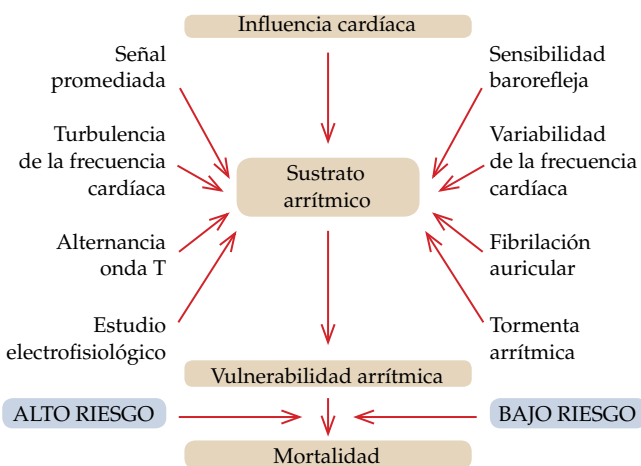 Influencia cardíaca
Señal
promediada
Sensibilidad
barorefleja
Turbulencia
de la frecuencia
cardíaca
Variabilidad
de la frecuencia
cardíaca
Sustrato
arrítmico
Alternancia
onda T
Fibrilación
auricular
Estudio
electrofisiológico
Tormenta
arrítmica
Vulnerabilidad arrítmica
ALTO RIESGO
BAJO RIESGO
Mortalidad